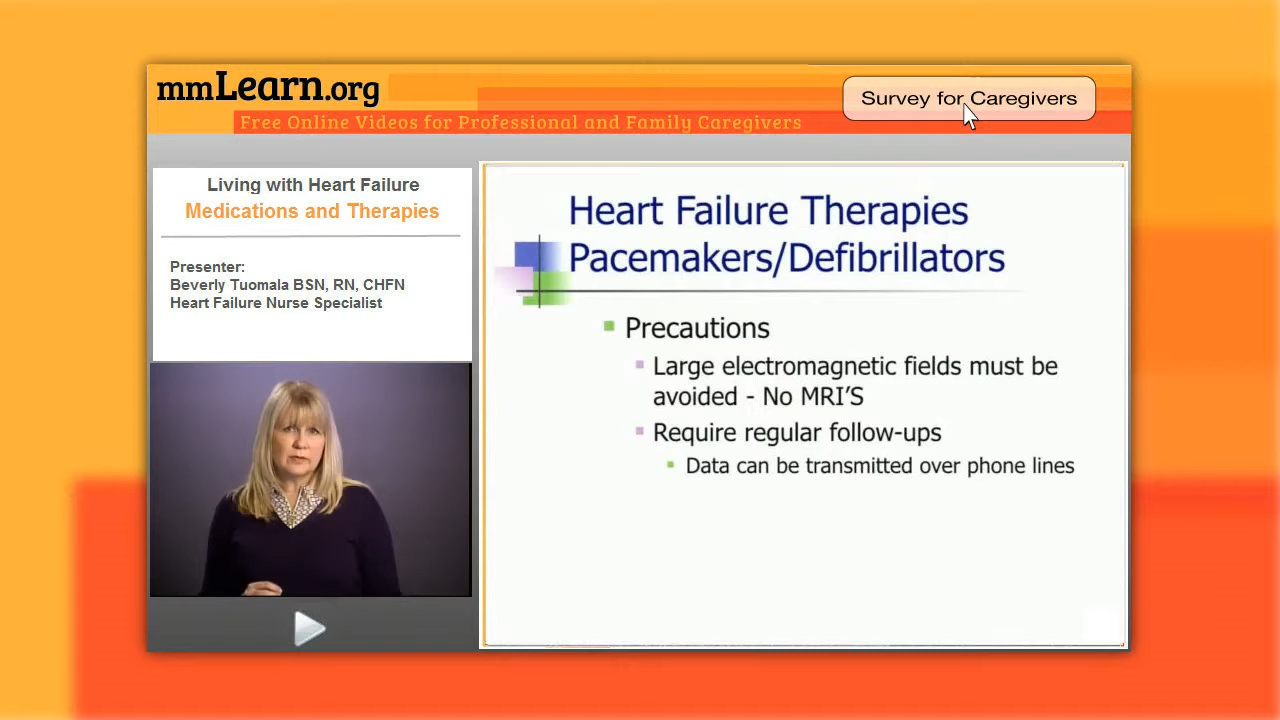 mmLearn.org
Free Online Videos for Professional and Family Caregivers
Survey for Caregivers
Living with Heart Failure
Medications and Therapies
Presenter:
Beverly Tuomala BSN, RN, CHFN
Heart Failure Nurse Specialist
Heart Failure Therapies
Pacemakers/Defibrillators
Precautions
Large electromagnetic fields must be
avoided - No MRI'S
Require regular follow-ups
Data can be transmitted over phone lines